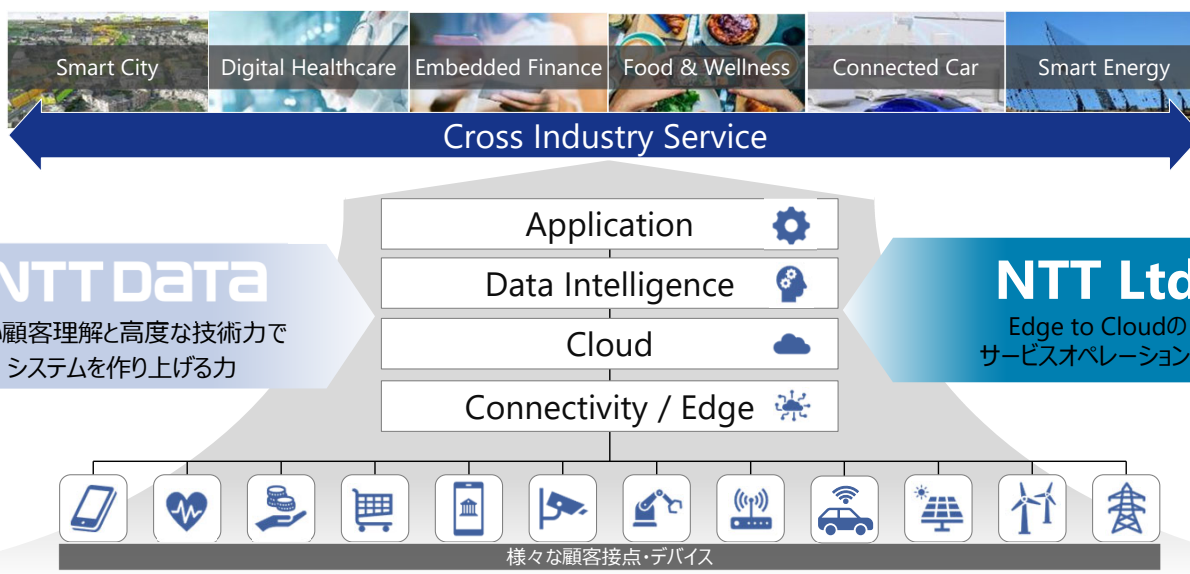 Smart City
Digital Healthcare
Embedded Finance
Food & Wellness
Connected Car
Smart Energy
Cross Industry Service
Application
Data Intelligence
Cloud
Connectivity / Edge
NTT DATA
顧客理解と高度な技術力で
システムを作り上げる力
NTT Ltd
Edge to Cloudの
サービスオペレーション
様々な顧客接点・デバイス